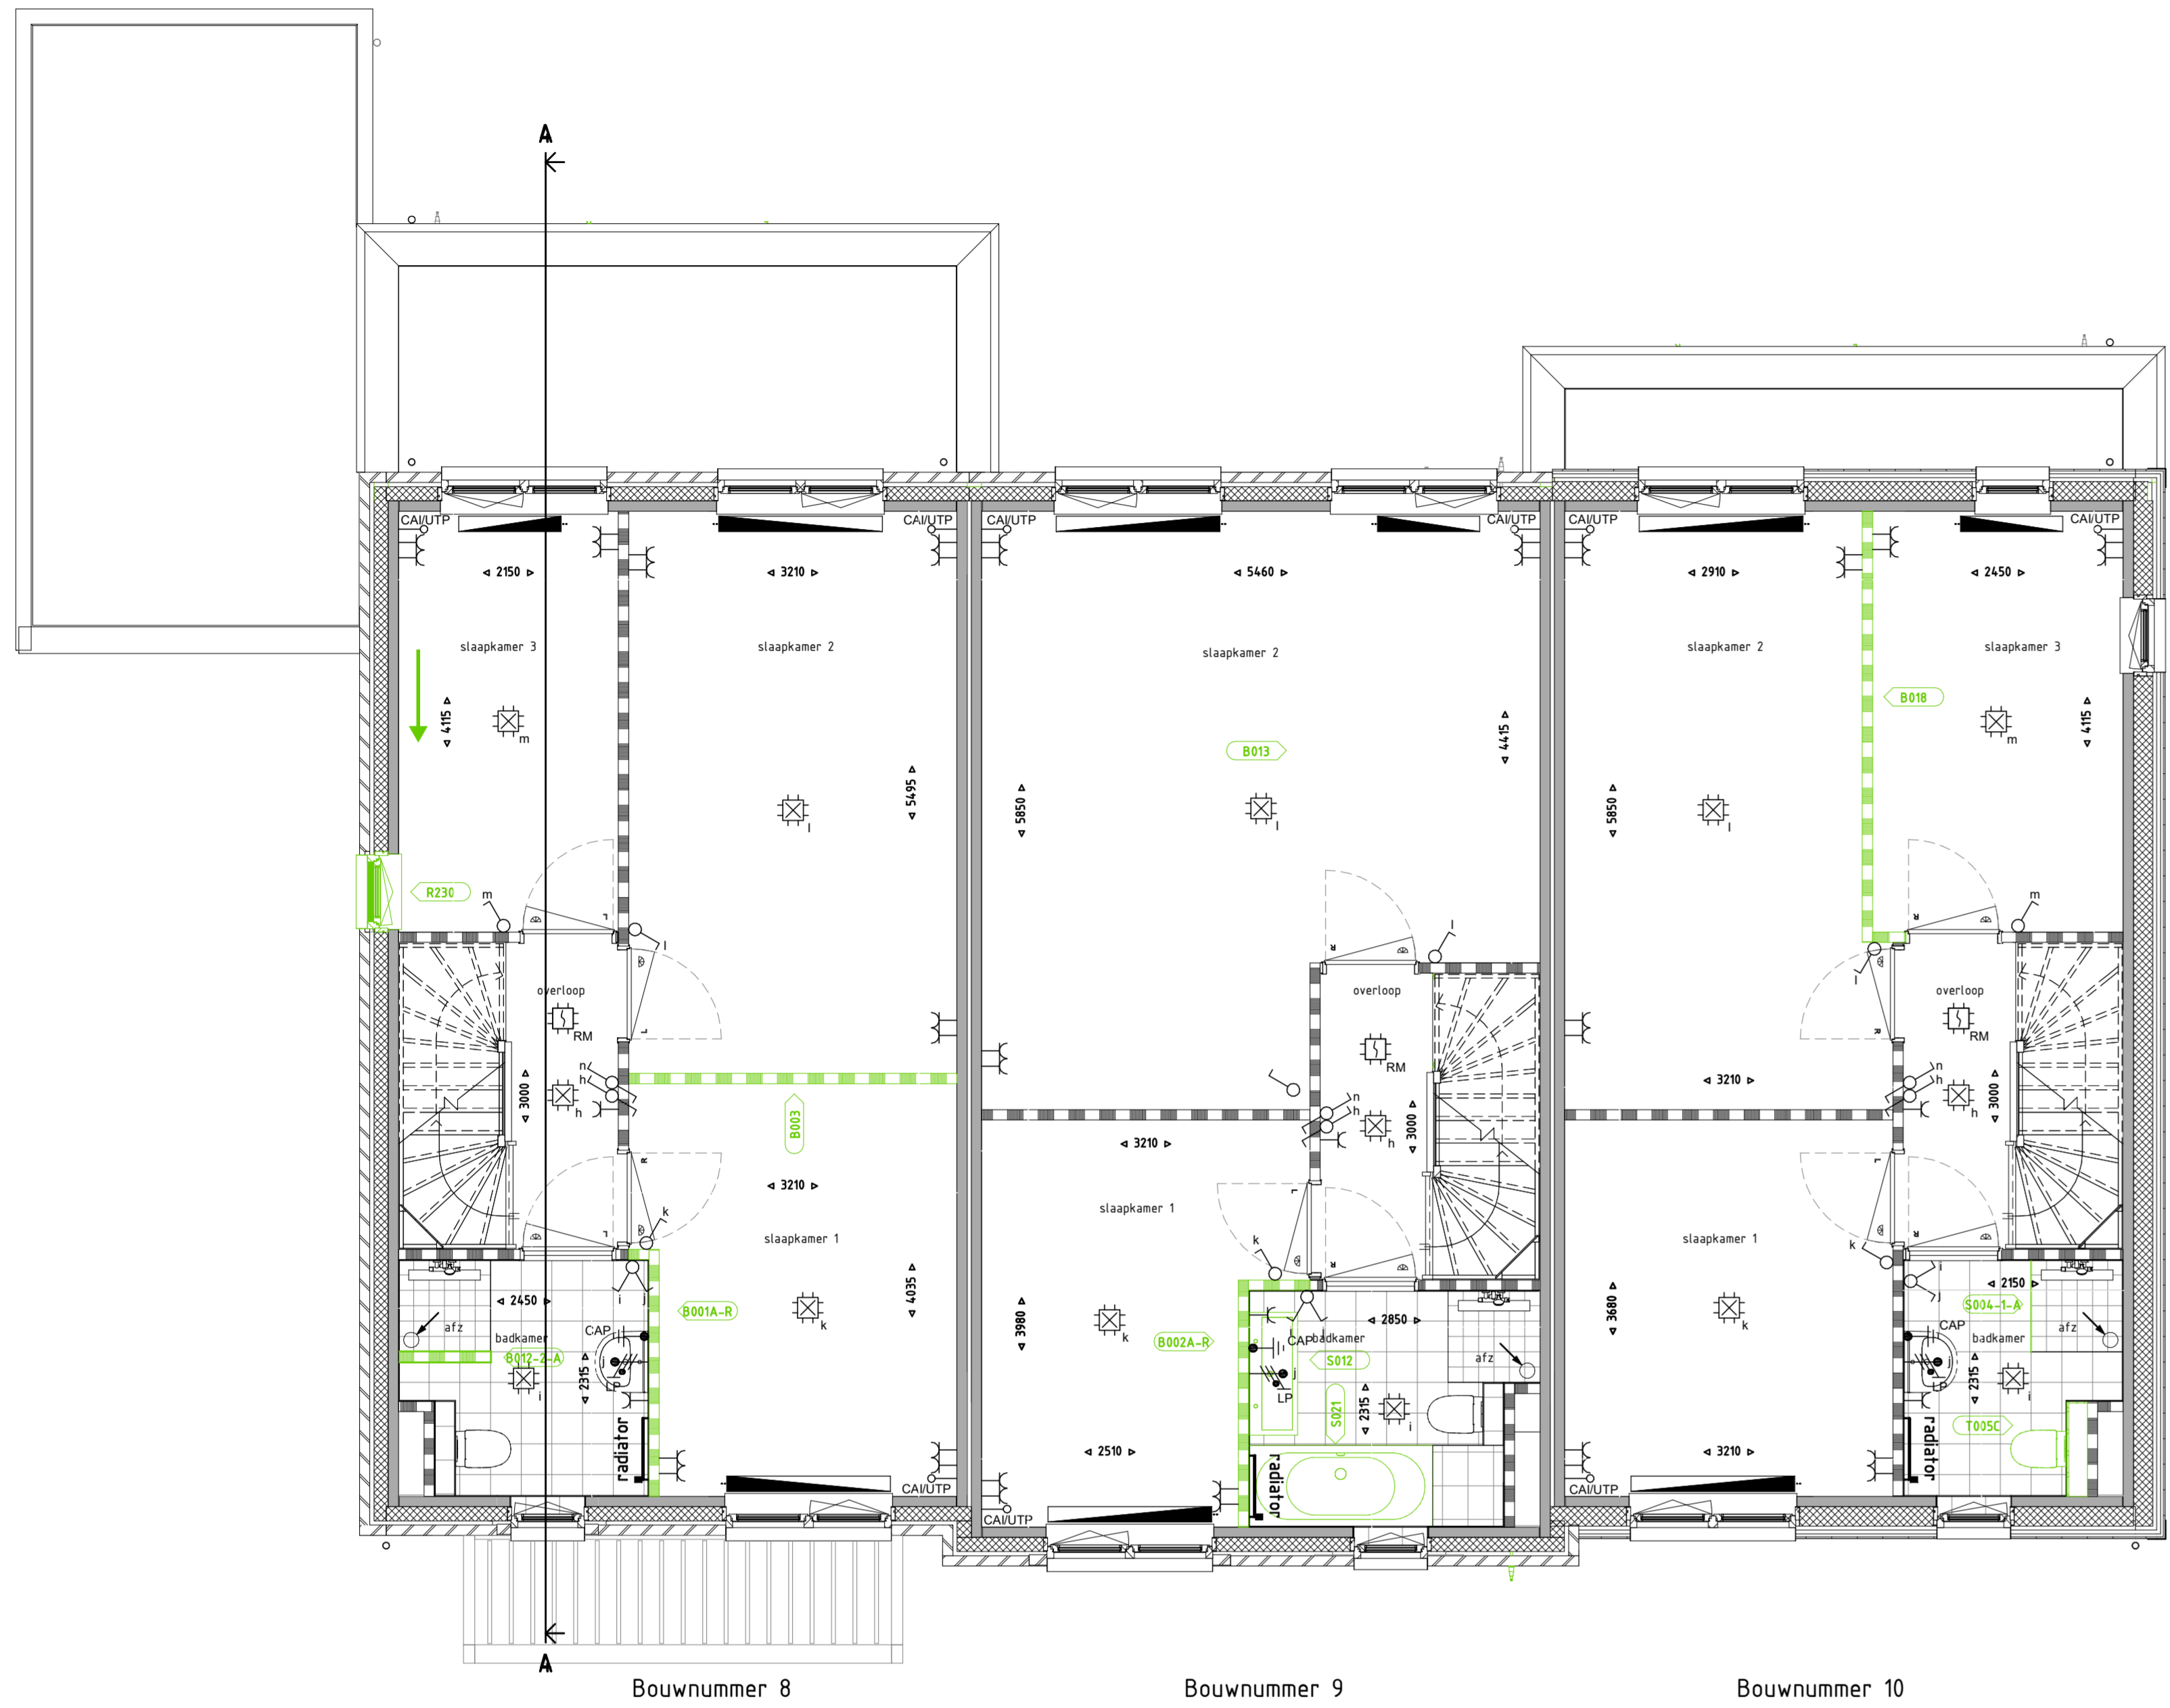 A
CAI/UTP
CAI/UTP
CAI/UTP
CAI/UTP
CAI/UTP
CAI/UTP
2150
3210
5460
2910
2450
slaapkamer 3
slaapkamer 2
slaapkamer 2
slaapkamer 2
slaapkamer 3
4115
m
B013
4415
B018
m
4115
5495
l
5850
l
5850
l
R230
m
l
L
l
R
R
m
overloop
L
overloop
l
overloop
RM
RM
R
RM
n
h
3000
h
3210
n
h
3000
h
n
h
3000
h
B003
3210
3210
R
L
L
slaapkamer 1
k
L
slaapkamer 1
k
R
slaapkamer 1
k
R
2450
i
j
B001A-R
4035
k
afz
badkamer
CAP
B012-2-A
j
2315
LP
i
radiator
CAI/UTP
3980
k
B002A-R
2850
CAP
badkamer
S012
afz
j
LP
S021
2315
i
2510
radiator
CAI/UTP
3680
k
i
j
2150
S004-1-A
CAP
badkamer
afz
j
LP
2315
i
3210
T005C
radiator
CAI/UTP
A
Bouwnummer 8
Bouwnummer 9
Bouwnummer 10